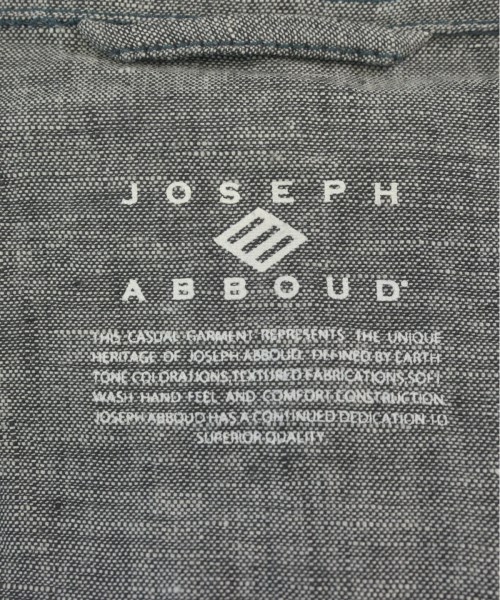 JOSEPH
ABBOUD
THIS CASUAL GARMENT REPRESENTS THE UNIQUE
HERITAGE OF JOSEPH ABBOUD. DEFINED BY EARTH
TONE COLORATIONS, TEXTURED FABRICATIONS, SOFT
WASH HAND FEEL AND COMFORT CONSTRUCTION.
JOSEPH ABBOUD HAS A CONTINUED DEDICATION TO
SUPERIOR QUALITY.